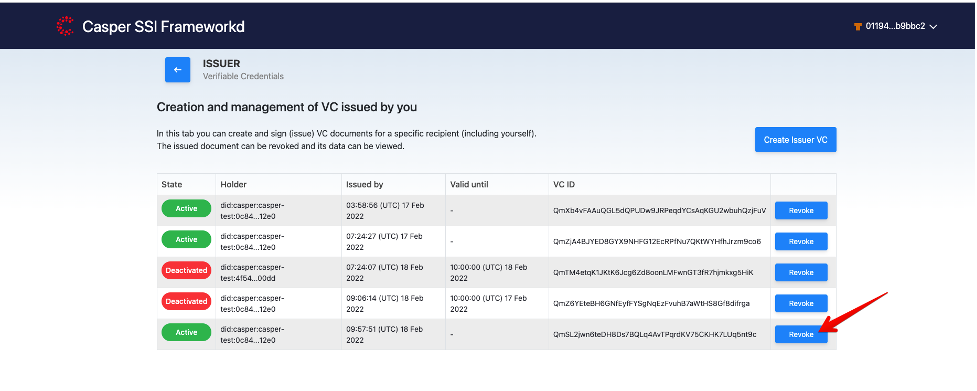 Casper SSI Frameworkd
01194...b9bbc2
ISSUER
Verifiable Credentials
Creation and management of VC issued by you
In this tab you can create and sign (issue) VC documents for a specific recipient (including yourself).
The issued document can be revoked and its data can be viewed.
Create Issuer VC
State Holder Issued by Valid until VC ID
Active did:casper:casper-test:0c84...12e0 03:58:56 (UTC) 17 Feb 2022 - QmXb4vFAAuQGL5dQPUDw9JRPeqdYCsAqKGU2wbuhQzjFuV Revoke
Active did:casper:casper-test:0c84...12e0 07:24:27 (UTC) 17 Feb 2022 - QmZjA4BJYED8GYX9NHFG12EcRPfNu7QKtWYHfhJrzm9co6 Revoke
Deactivated did:casper:casper-test:4f54...00dd 07:24:07 (UTC) 18 Feb 2022 10:00:00 (UTC) 18 Feb 2022 QmTM4etqK1JKtK6Jcg6Zd8oonLMFwnGT3fR7hjmkxg5HiK Revoke
Deactivated did:casper:casper-test:0c84...12e0 09:06:14 (UTC) 18 Feb 2022 10:00:00 (UTC) 17 Feb 2022 QmZ6YEteBH6GNfEyfFYSgNqEzFvuhB7aWtHS8GfBdifrga Revoke
Active did:casper:casper-test:0c84...12e0 09:57:51 (UTC) 18 Feb 2022 - QmSL2jwn6teDH8Ds7BQLq4AvTPqrdKV75CKHK7LUq5nt9c Revoke